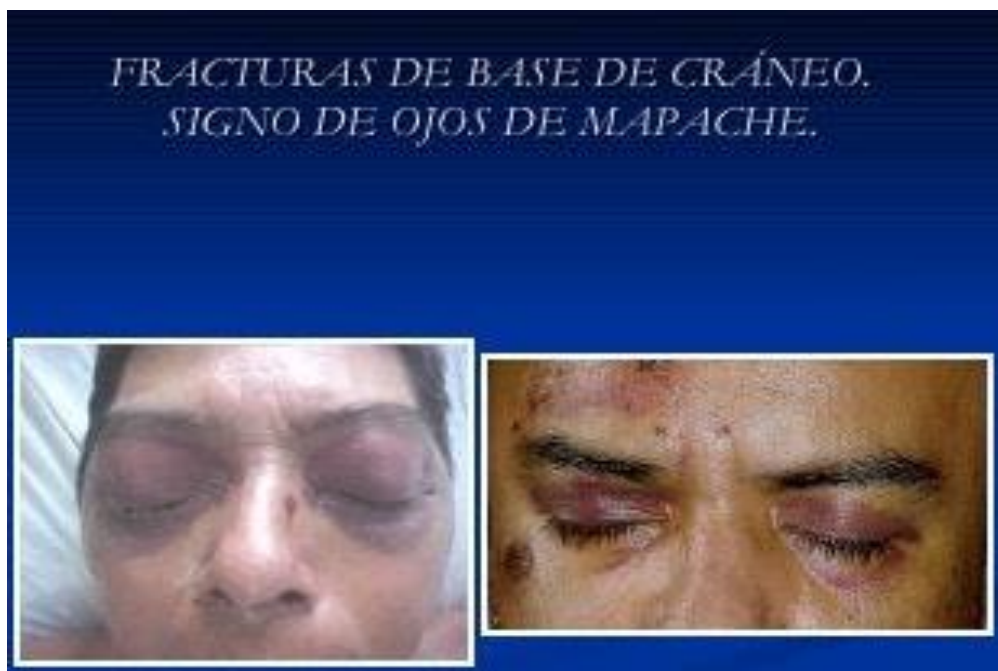 FRACTURAS DE BASE DE CRÁNEO.
SIGNO DE OJOS DE MAPACHE.